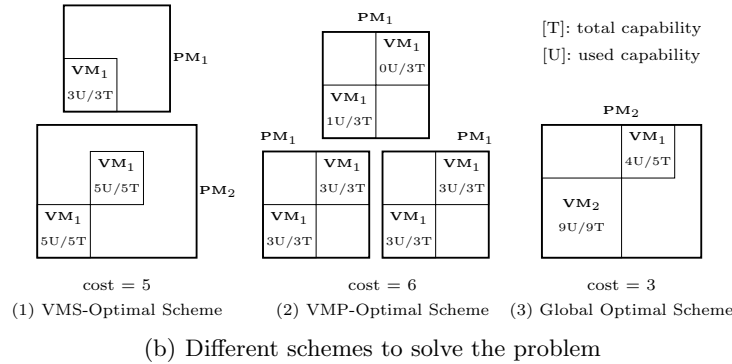 PM1
[T]: total capability
[U]: used capability
VM1
3U/3T
PM1
VM1
0U/3T
VM1
1U/3T
PM1
PM1
PM2
VM1
5U/5T
VM1
5U/5T
PM2
VM1
3U/3T
VM1
3U/3T
VM1
3U/3T
VM1
3U/3T
VM1
4U/5T
VM2
9U/9T
cost = 5
cost = 6
cost = 3
(1) VMS-Optimal Scheme
(2) VMP-Optimal Scheme
(3) Global Optimal Scheme
(b) Different schemes to solve the problem